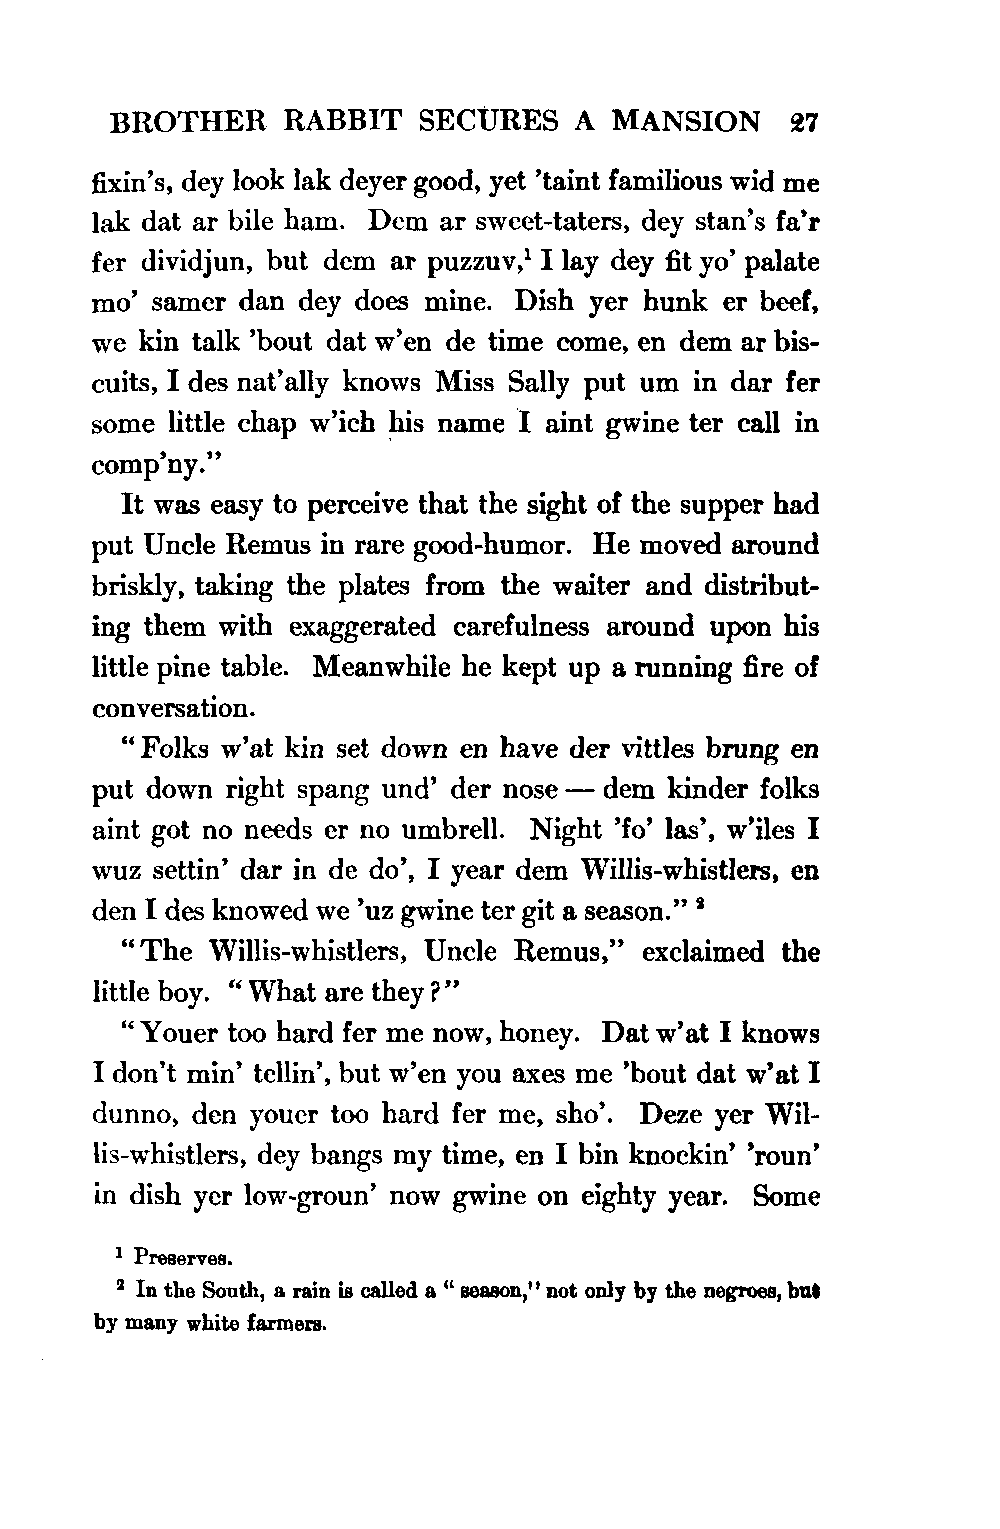 BROTHER RABBIT SECURES A MANSION 27
fixin's, dey look lak deyer good, yet 'taint familious wid me
lak dat ar bile ham. Dem ar sweet-taters, dey stan's fa'r
fer dividjun, but dem ar puzzuv,¹ I lay dey fit yo' palate
mo' samer dan dey does mine. Dish yer hunk er beef,
we kin talk 'bout dat w'en de time come, en dem ar bis-
cuits, I des nat'ally knows Miss Sally put um in dar fer
some little chap w'ich his name I aint gwine ter call in
comp'ny."
It was easy to perceive that the sight of the supper had
put Uncle Remus in rare good-humor. He moved around
briskly, taking the plates from the waiter and distribut-
ing them with exaggerated carefulness around upon his
little pine table. Meanwhile he kept up a running fire of
conversation.
"Folks w'at kin set down en have der vittles brung en
put down right spang und' der nose — dem kinder folks
aint got no needs er no umbrell. Night 'fo' las', w'iles I
wuz settin' dar in de do', I year dem Willis-whistlers, en
den I des knowed we 'uz gwine ter git a season." ²
"The Willis-whistlers, Uncle Remus," exclaimed the
little boy. "What are they?"
"Youer too hard fer me now, honey. Dat w'at I knows
I don't min' tellin', but w'en you axes me 'bout dat w'at I
dunno, den youer too hard fer me, sho'. Deze yer Wil-
lis-whistlers, dey bangs my time, en I bin knockin' 'roun'
in dish yer low-groun' now gwine on eighty year. Some
¹ Preserves.
² In the South, a rain is called a "season," not only by the negroes, but
by many white farmers.